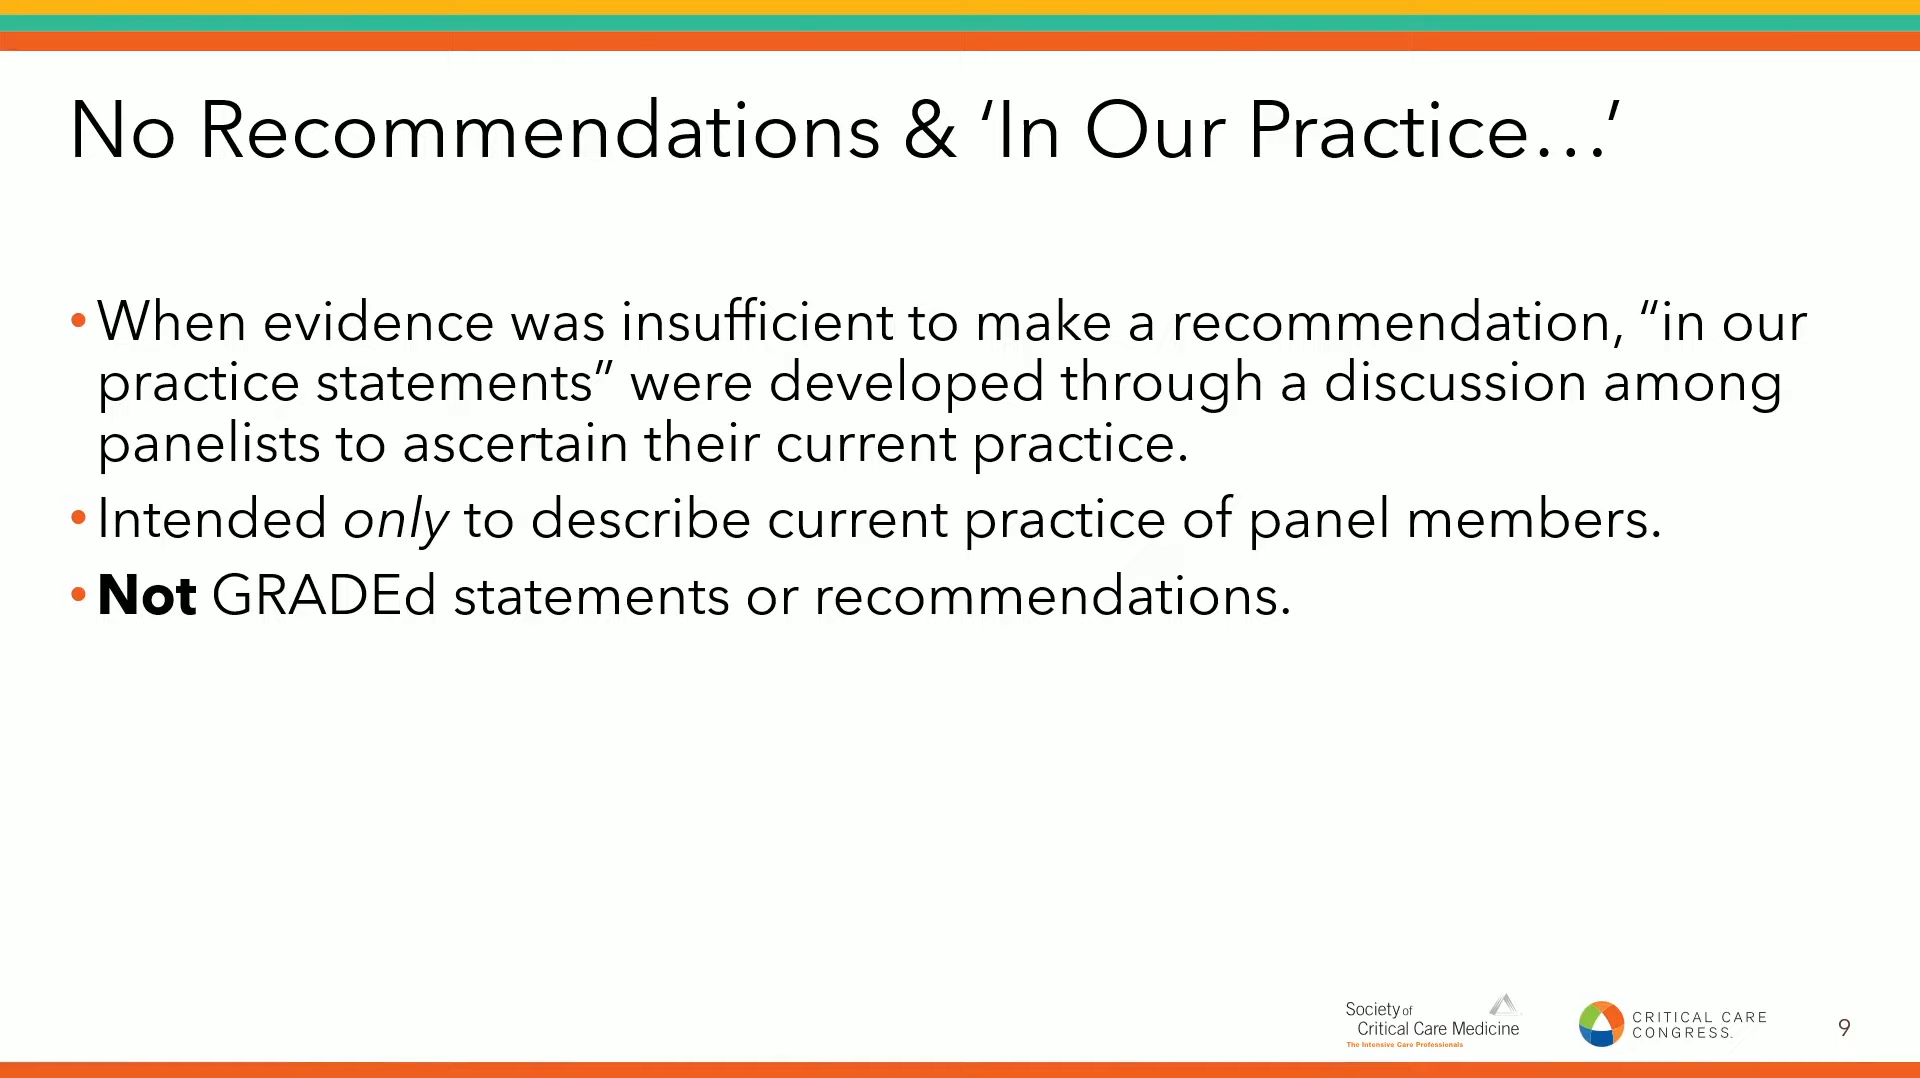 No Recommendations & ‘In Our Practice…’
• When evidence was insufficient to make a recommendation, “in our
practice statements” were developed through a discussion among
panelists to ascertain their current practice.
• Intended only to describe current practice of panel members.
• Not GRADEd statements or recommendations.
Society of
Critical Care Medicine
The Intensive Care Professionals
CRITICAL CARE
CONGRESS.
9